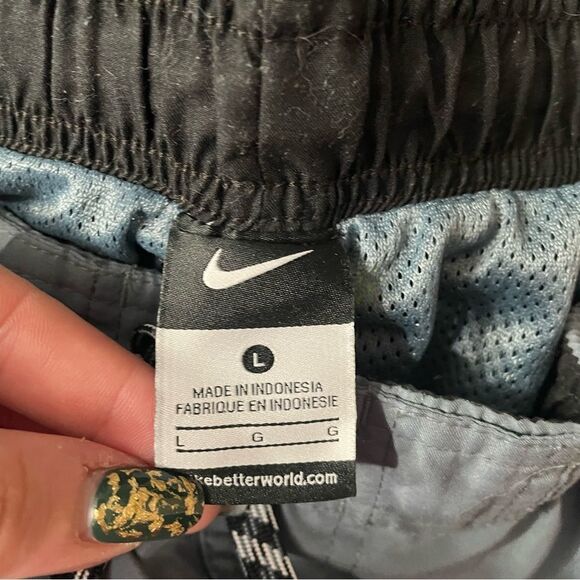 L
MADE IN INDONESIA
FABRIQUE EN INDONESIE
L G G
kebetterworld.com